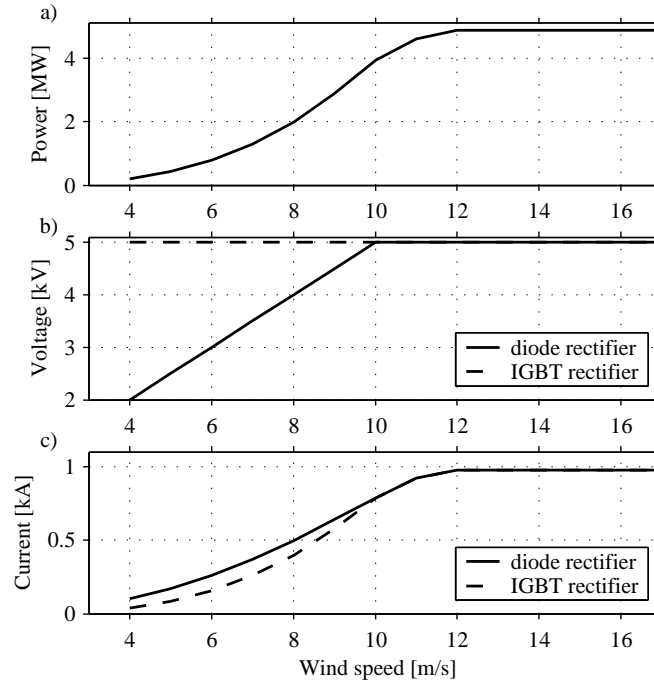 a)
Power [MW]
4
2
0
4 6 8 10 12 14 16
b)
Voltage [kV]
5
4
3
2
diode rectifier
IGBT rectifier
4 6 8 10 12 14 16
c)
Current [kA]
1
0.5
0
diode rectifier
IGBT rectifier
4 6 8 10 12 14 16
Wind speed [m/s]